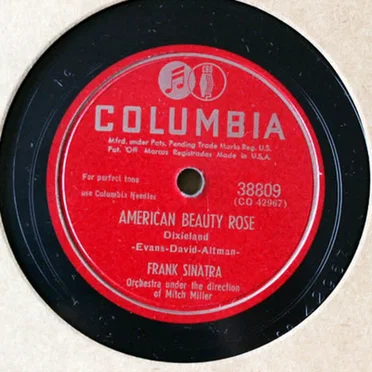 COLUMBIA
Mfrd. under Pats. Pending Trade Marks Reg. U.S.
Pat. Off Marcas Registradas Made in U.S.A.
For perfect tone
use Columbia Needles
38809
(CO 42967)
AMERICAN BEAUTY ROSE
Dixieland
-Evans-David-Altman-
FRANK SINATRA
Orchestra under the direction
of Mitch Miller